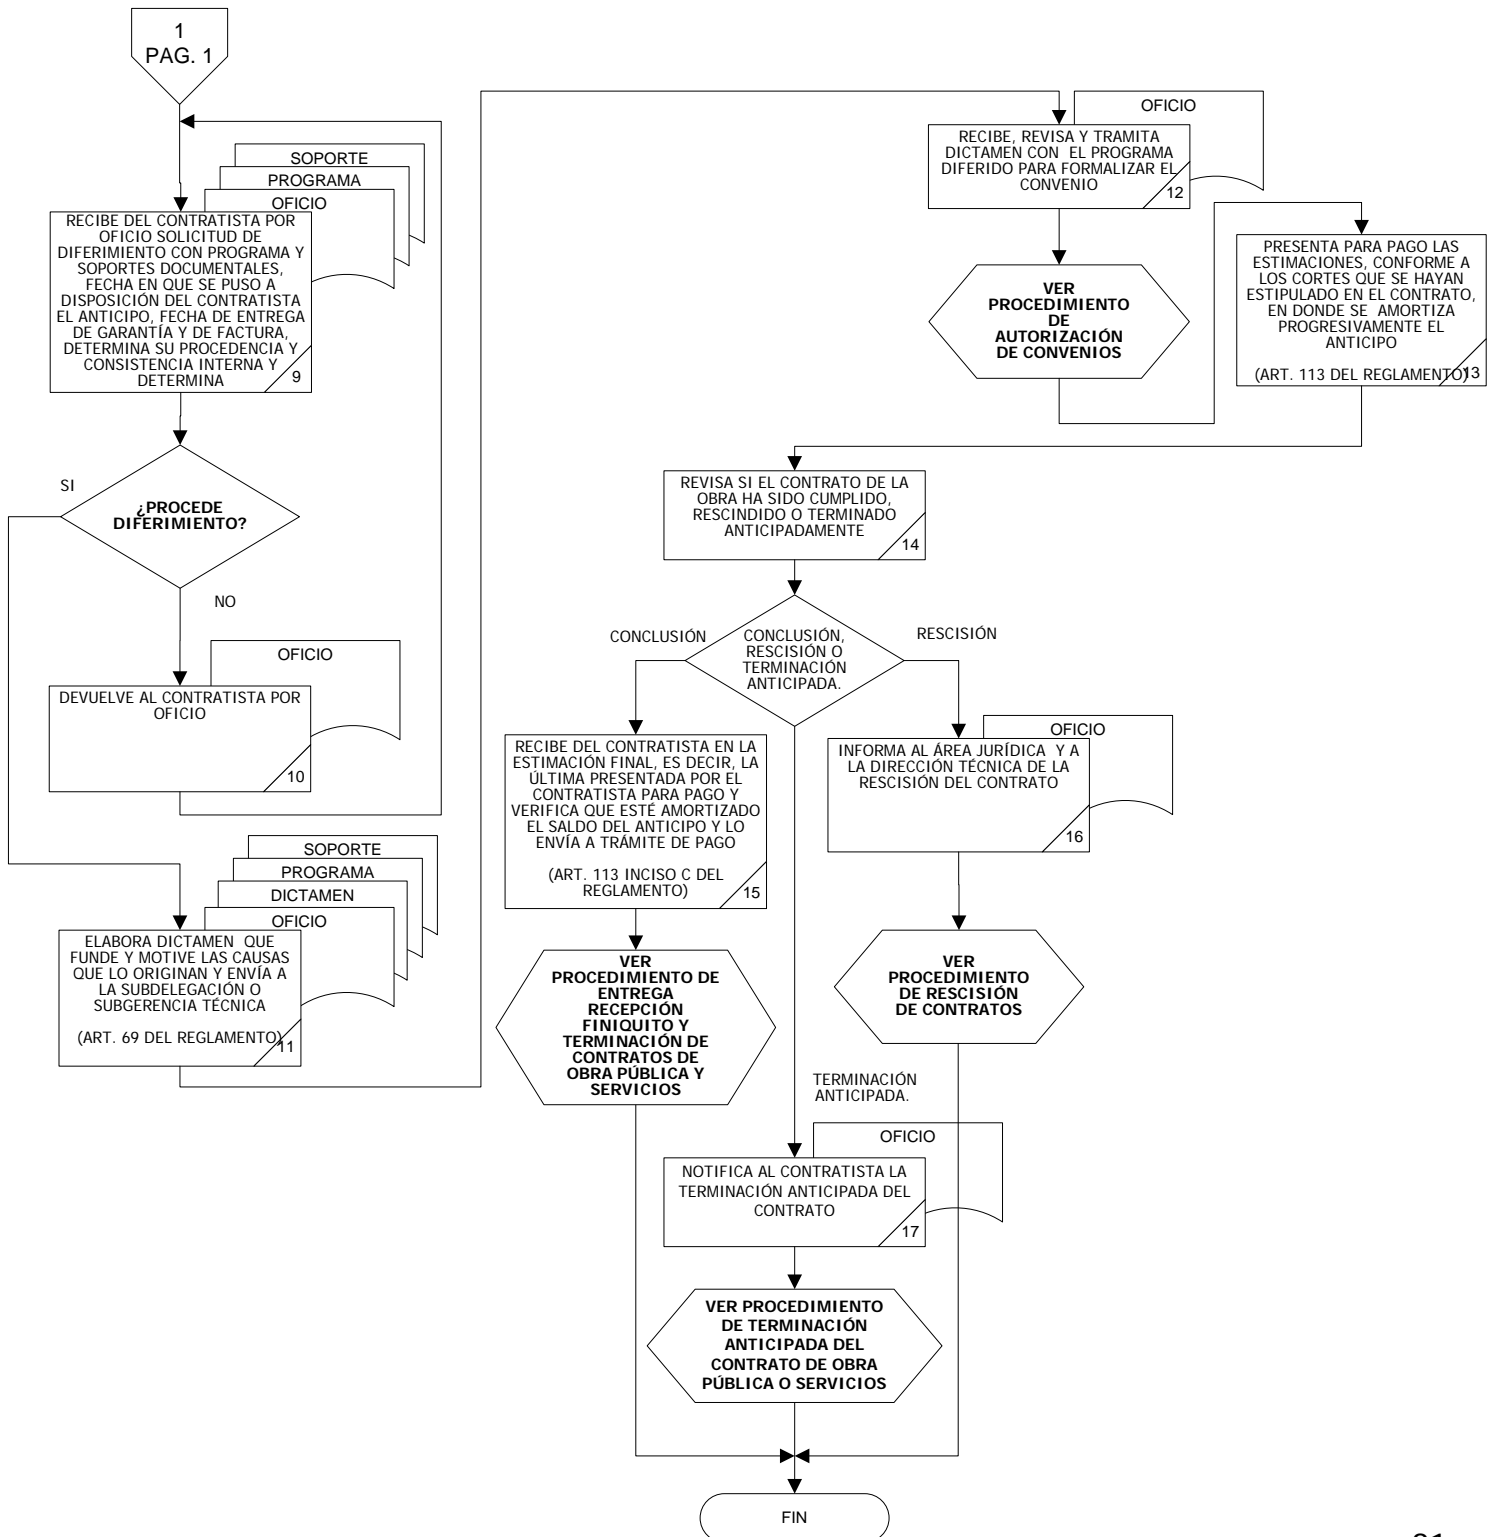 1
PAG. 1
SOPORTE
PROGRAMA
OFICIO
RECIBE DEL CONTRATISTA POR
OFICIO SOLICITUD DE
DIFERIMIENTO CON PROGRAMA Y
SOPORTES DOCUMENTALES,
FECHA EN QUE SE PUSO A
DISPOSICIÓN DEL CONTRATISTA
EL ANTICIPO, FECHA DE ENTREGA
DE GARANTÍA Y DE FACTURA,
DETERMINA SU PROCEDENCIA Y
CONSISTENCIA INTERNA Y
DETERMINA
9
SI
¿PROCEDE
DIFERIMIENTO?
NO
OFICIO
DEVUELVE AL CONTRATISTA POR
OFICIO
10
SOPORTE
PROGRAMA
DICTAMEN
OFICIO
ELABORA DICTAMEN QUE
FUNDE Y MOTIVE LAS CAUSAS
QUE LO ORIGINAN Y ENVÍA A
LA SUBDELEGACIÓN O
SUBGERENCIA TÉCNICA
(ART. 69 DEL REGLAMENTO)
11
OFICIO
RECIBE, REVISA Y TRAMITA
DICTAMEN CON EL PROGRAMA
DIFERIDO PARA FORMALIZAR EL
CONVENIO
12
VER
PROCEDIMIENTO
DE
AUTORIZACIÓN
DE CONVENIOS
PRESENTA PARA PAGO LAS
ESTIMACIONES, CONFORME A
LOS CORTES QUE SE HAYAN
ESTIPULADO EN EL CONTRATO,
EN DONDE SE AMORTIZA
PROGRESIVAMENTE EL
ANTICIPO
(ART. 113 DEL REGLAMENTO)
13
REVISA SI EL CONTRATO DE LA
OBRA HA SIDO CUMPLIDO,
RESCINDIDO O TERMINADO
ANTICIPADAMENTE
14
CONCLUSIÓN
CONCLUSIÓN,
RESCISIÓN O
TERMINACIÓN
ANTICIPADA.
RESCISIÓN
RECIBE DEL CONTRATISTA EN LA
ESTIMACIÓN FINAL, ES DECIR, LA
ÚLTIMA PRESENTADA POR EL
CONTRATISTA PARA PAGO Y
VERIFICA QUE ESTÉ AMORTIZADO
EL SALDO DEL ANTICIPO Y LO
ENVÍA A TRÁMITE DE PAGO
(ART. 113 INCISO C DEL
REGLAMENTO)
15
VER
PROCEDIMIENTO DE
ENTREGA
RECEPCIÓN
FINIQUITO Y
TERMINACIÓN DE
CONTRATOS DE
OBRA PÚBLICA Y
SERVICIOS
OFICIO
INFORMA AL ÁREA JURÍDICA Y A
LA DIRECCIÓN TÉCNICA DE LA
RESCISIÓN DEL CONTRATO
16
VER
PROCEDIMIENTO
DE RESCISIÓN
DE CONTRATOS
TERMINACIÓN
ANTICIPADA.
OFICIO
NOTIFICA AL CONTRATISTA LA
TERMINACIÓN ANTICIPADA DEL
CONTRATO
17
VER PROCEDIMIENTO
DE TERMINACIÓN
ANTICIPADA DEL
CONTRATO DE OBRA
PÚBLICA O SERVICIOS
FIN